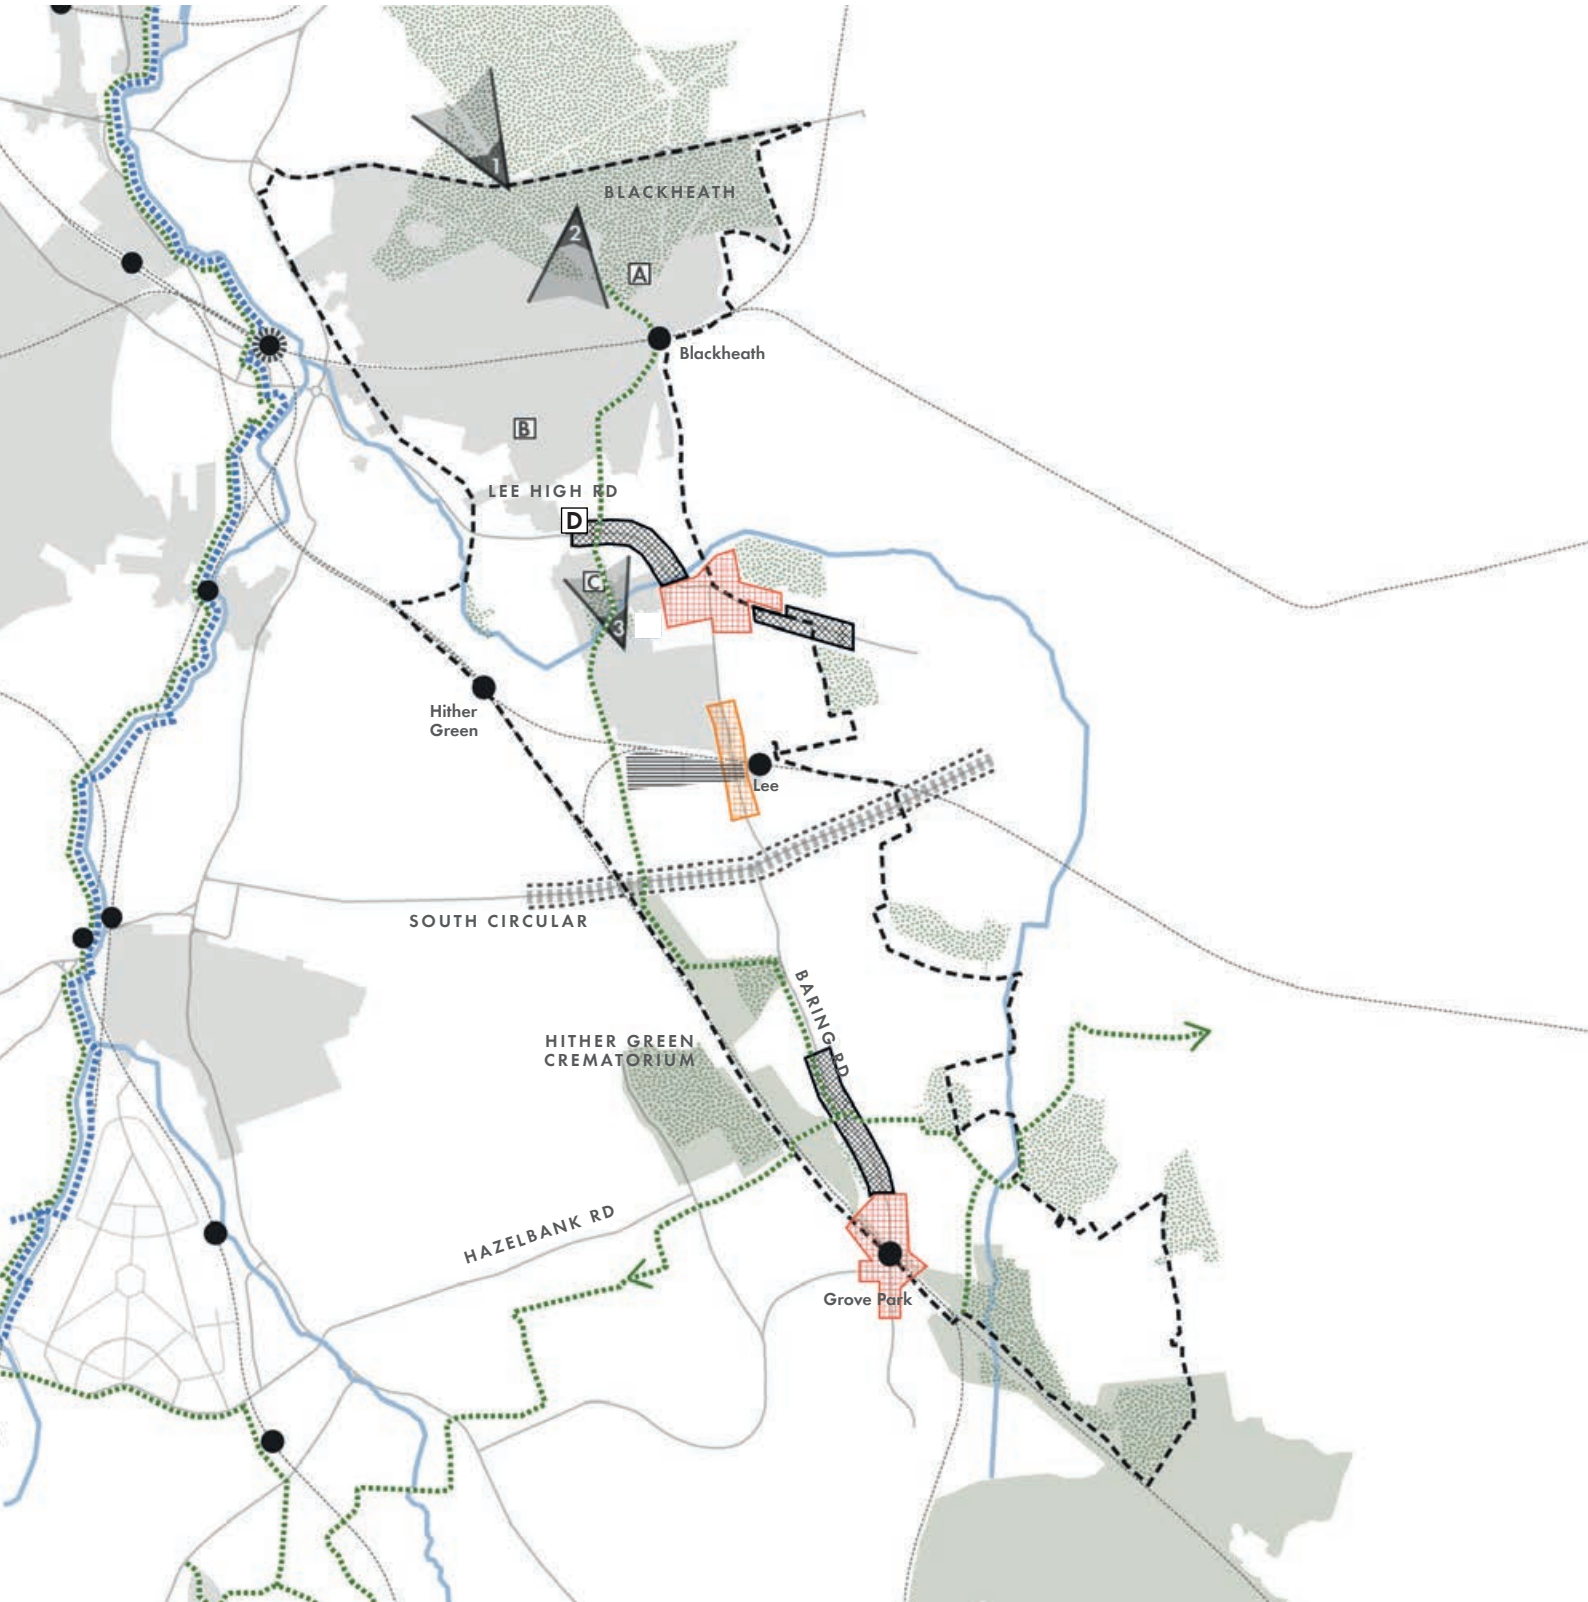 1
BLACKHEATH
2
A
Blackheath
B
LEE HIGH RD
D
C
3
Hither
Green
Lee
SOUTH CIRCULAR
BARING RD
HITHER GREEN
CREMATORIUM
HAZELBANK RD
Grove Park